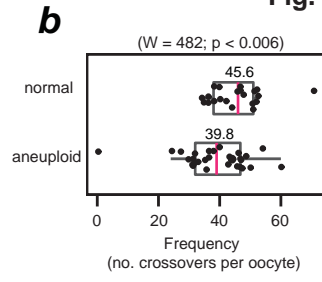 Fig.
b
(W = 482; p < 0.006)
45.6
normal
39.8
aneuploid
0 20 40 60
Frequency
(no. crossovers per oocyte)